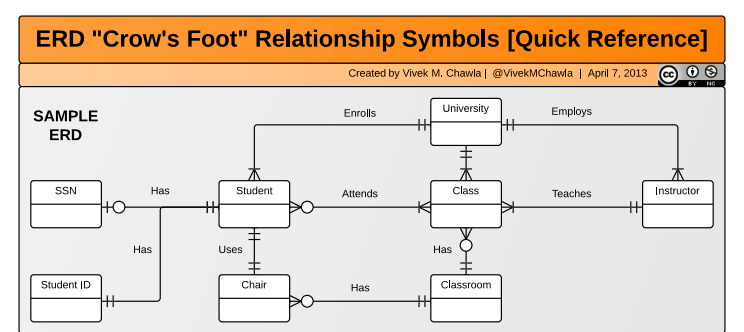 ERD "Crow's Foot" Relationship Symbols [Quick Reference]
Created by Vivek M. Chawla | @VivekMChawla | April 7, 2013
cc BY NC
SAMPLE
ERD
Enrolls
University
Employs
SSN
Has
Student
Attends
Class
Teaches
Instructor
Has
Uses
Has
Student ID
Chair
Has
Classroom